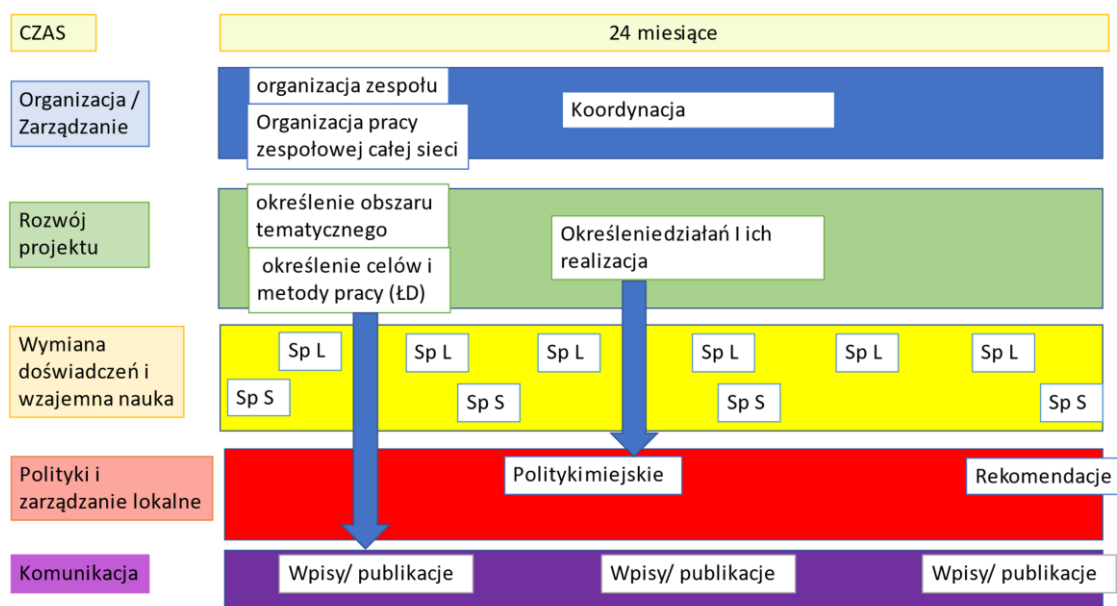 CZAS
24 miesiące
Organizacja /
Zarządzanie
organizacja zespołu
Organizacja pracy
zespołowej całej sieci
Koordynacja
Rozwój
projektu
określenie obszaru
tematycznego
określenie celów i
metody pracy (ŁD)
Określeniedziałań I ich
realizacja
Wymiana
doświadczeń i
wzajemna nauka
Sp L
Sp L
Sp L
Sp L
Sp L
Sp L
Sp S
Sp S
Sp S
Sp S
Polityki i
zarządzanie lokalne
Politykimiejskie
Rekomendacje
Komunikacja
Wpisy/ publikacje
Wpisy/ publikacje
Wpisy/ publikacje